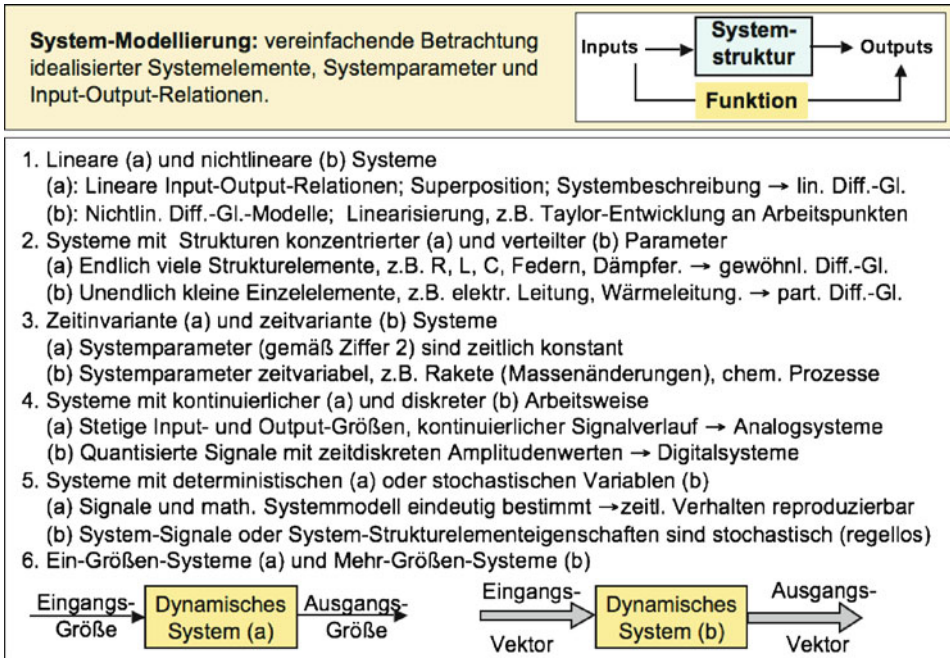 System-Modellierung: vereinfachende Betrachtung
idealisierter Systemelemente, Systemparameter und
Input-Output-Relationen.
Inputs
System-
struktur
Outputs
Funktion
1. Lineare (a) und nichtlineare (b) Systeme
(a): Lineare Input-Output-Relationen; Superposition; Systembeschreibung → lin. Diff.-Gl.
(b): Nichtlin. Diff.-Gl.-Modelle; Linearisierung, z.B. Taylor-Entwicklung an Arbeitspunkten
2. Systeme mit Strukturen konzentrierter (a) und verteilter (b) Parameter
(a) Endlich viele Strukturelemente, z.B. R, L, C, Federn, Dämpfer. → gewöhnl. Diff.-Gl.
(b) Unendlich kleine Einzelelemente, z.B. elektr. Leitung, Wärmeleitung. → part. Diff.-Gl.
3. Zeitinvariante (a) und zeitvariante (b) Systeme
(a) Systemparameter (gemäß Ziffer 2) sind zeitlich konstant
(b) Systemparameter zeitvariabel, z.B. Rakete (Massenänderungen), chem. Prozesse
4. Systeme mit kontinuierlicher (a) und diskreter (b) Arbeitsweise
(a) Stetige Input- und Output-Größen, kontinuierlicher Signalverlauf → Analogsysteme
(b) Quantisierte Signale mit zeitdiskreten Amplitudenwerten → Digitalsysteme
5. Systeme mit deterministischen (a) oder stochastischen Variablen (b)
(a) Signale und math. Systemmodell eindeutig bestimmt →zeitl. Verhalten reproduzierbar
(b) System-Signale oder System-Strukturelementeigenschaften sind stochastisch (regellos)
6. Ein-Größen-Systeme (a) und Mehr-Größen-Systeme (b)
Eingangs-
Größe
Dynamisches
System (a)
Ausgangs-
Größe
Eingangs-
Vektor
Dynamisches
System (b)
Ausgangs-
Vektor